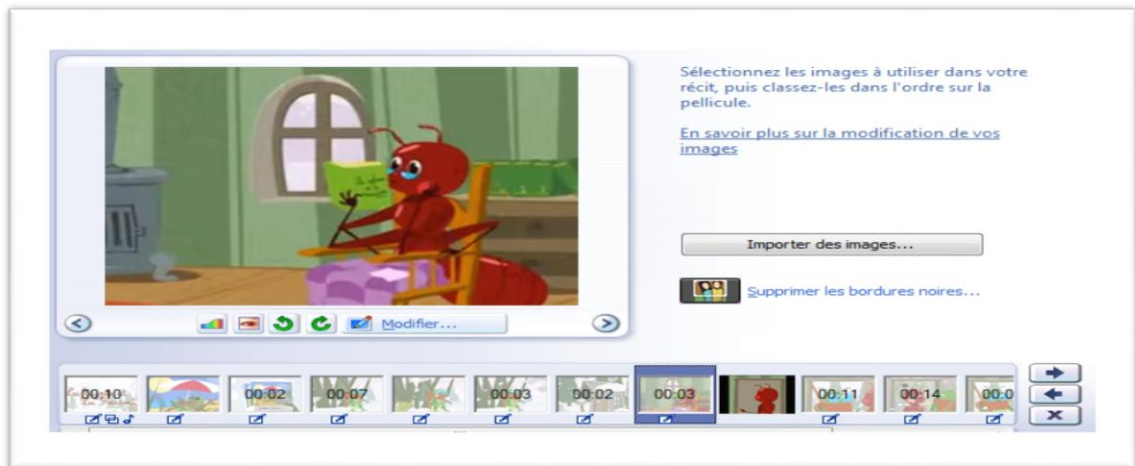 Sélectionnez les images à utiliser dans votre
récit, puis classez-les dans l'ordre sur la
pellicule.
En savoir plus sur la modification de vos
images
Importer des images...
Supprimer les bordures noires...
Modifier...
00:10
00:02
00:07
00:03
00:02
00:03
00:11
00:14
00:0